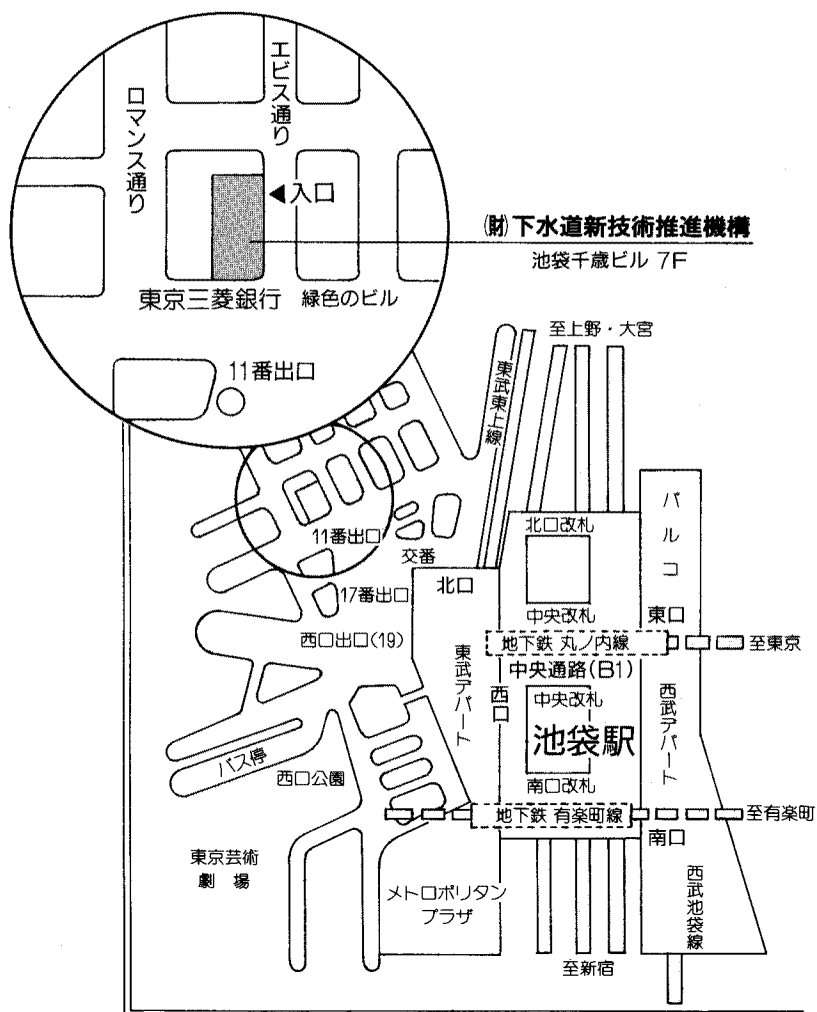 エビス通り
ロマンス通り
入口
(財)下水道新技術推進機構
池袋千歳ビル 7F
東京三菱銀行
緑色のビル
11番出口
至上野・大宮
東武東上線
11番出口
交番
北口改札
パルコ
北口
17番出口
中央改札
東口
西口出口(19)
地下鉄 丸ノ内線
至東京
中央通路(B1)
東武デパート
西口
中央改札
西武デパート
池袋駅
バス停
西口公園
南口改札
地下鉄 有楽町線
至有楽町
南口
東京芸術
劇場
メトロポリタン
プラザ
西武池袋線
至新宿